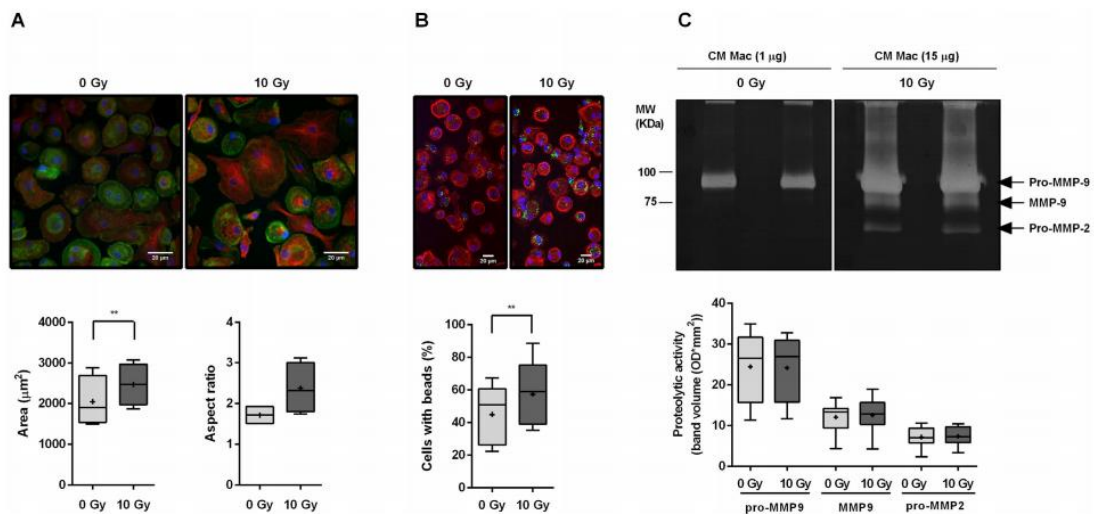 A
B
C
0 Gy 10 Gy
0 Gy 10 Gy
CM Mac (1 μg) CM Mac (15 μg)
0 Gy 10 Gy
MW
(KDa)
100
75
Pro-MMP-9
MMP-9
Pro-MMP-2
20 μm 20 μm
20 μm 20 μm
Area (μm²)
4000
3000
2000
1000
0
**
0 Gy 10 Gy
Aspect ratio
4
3
2
1
0
0 Gy 10 Gy
Cells with beads (%)
100
80
60
40
20
0
**
0 Gy 10 Gy
Proteolytic activity
(band volume (OD*mm²))
40
30
20
10
0
0 Gy 10 Gy 0 Gy 10 Gy 0 Gy 10 Gy
pro-MMP9 MMP9 pro-MMP2